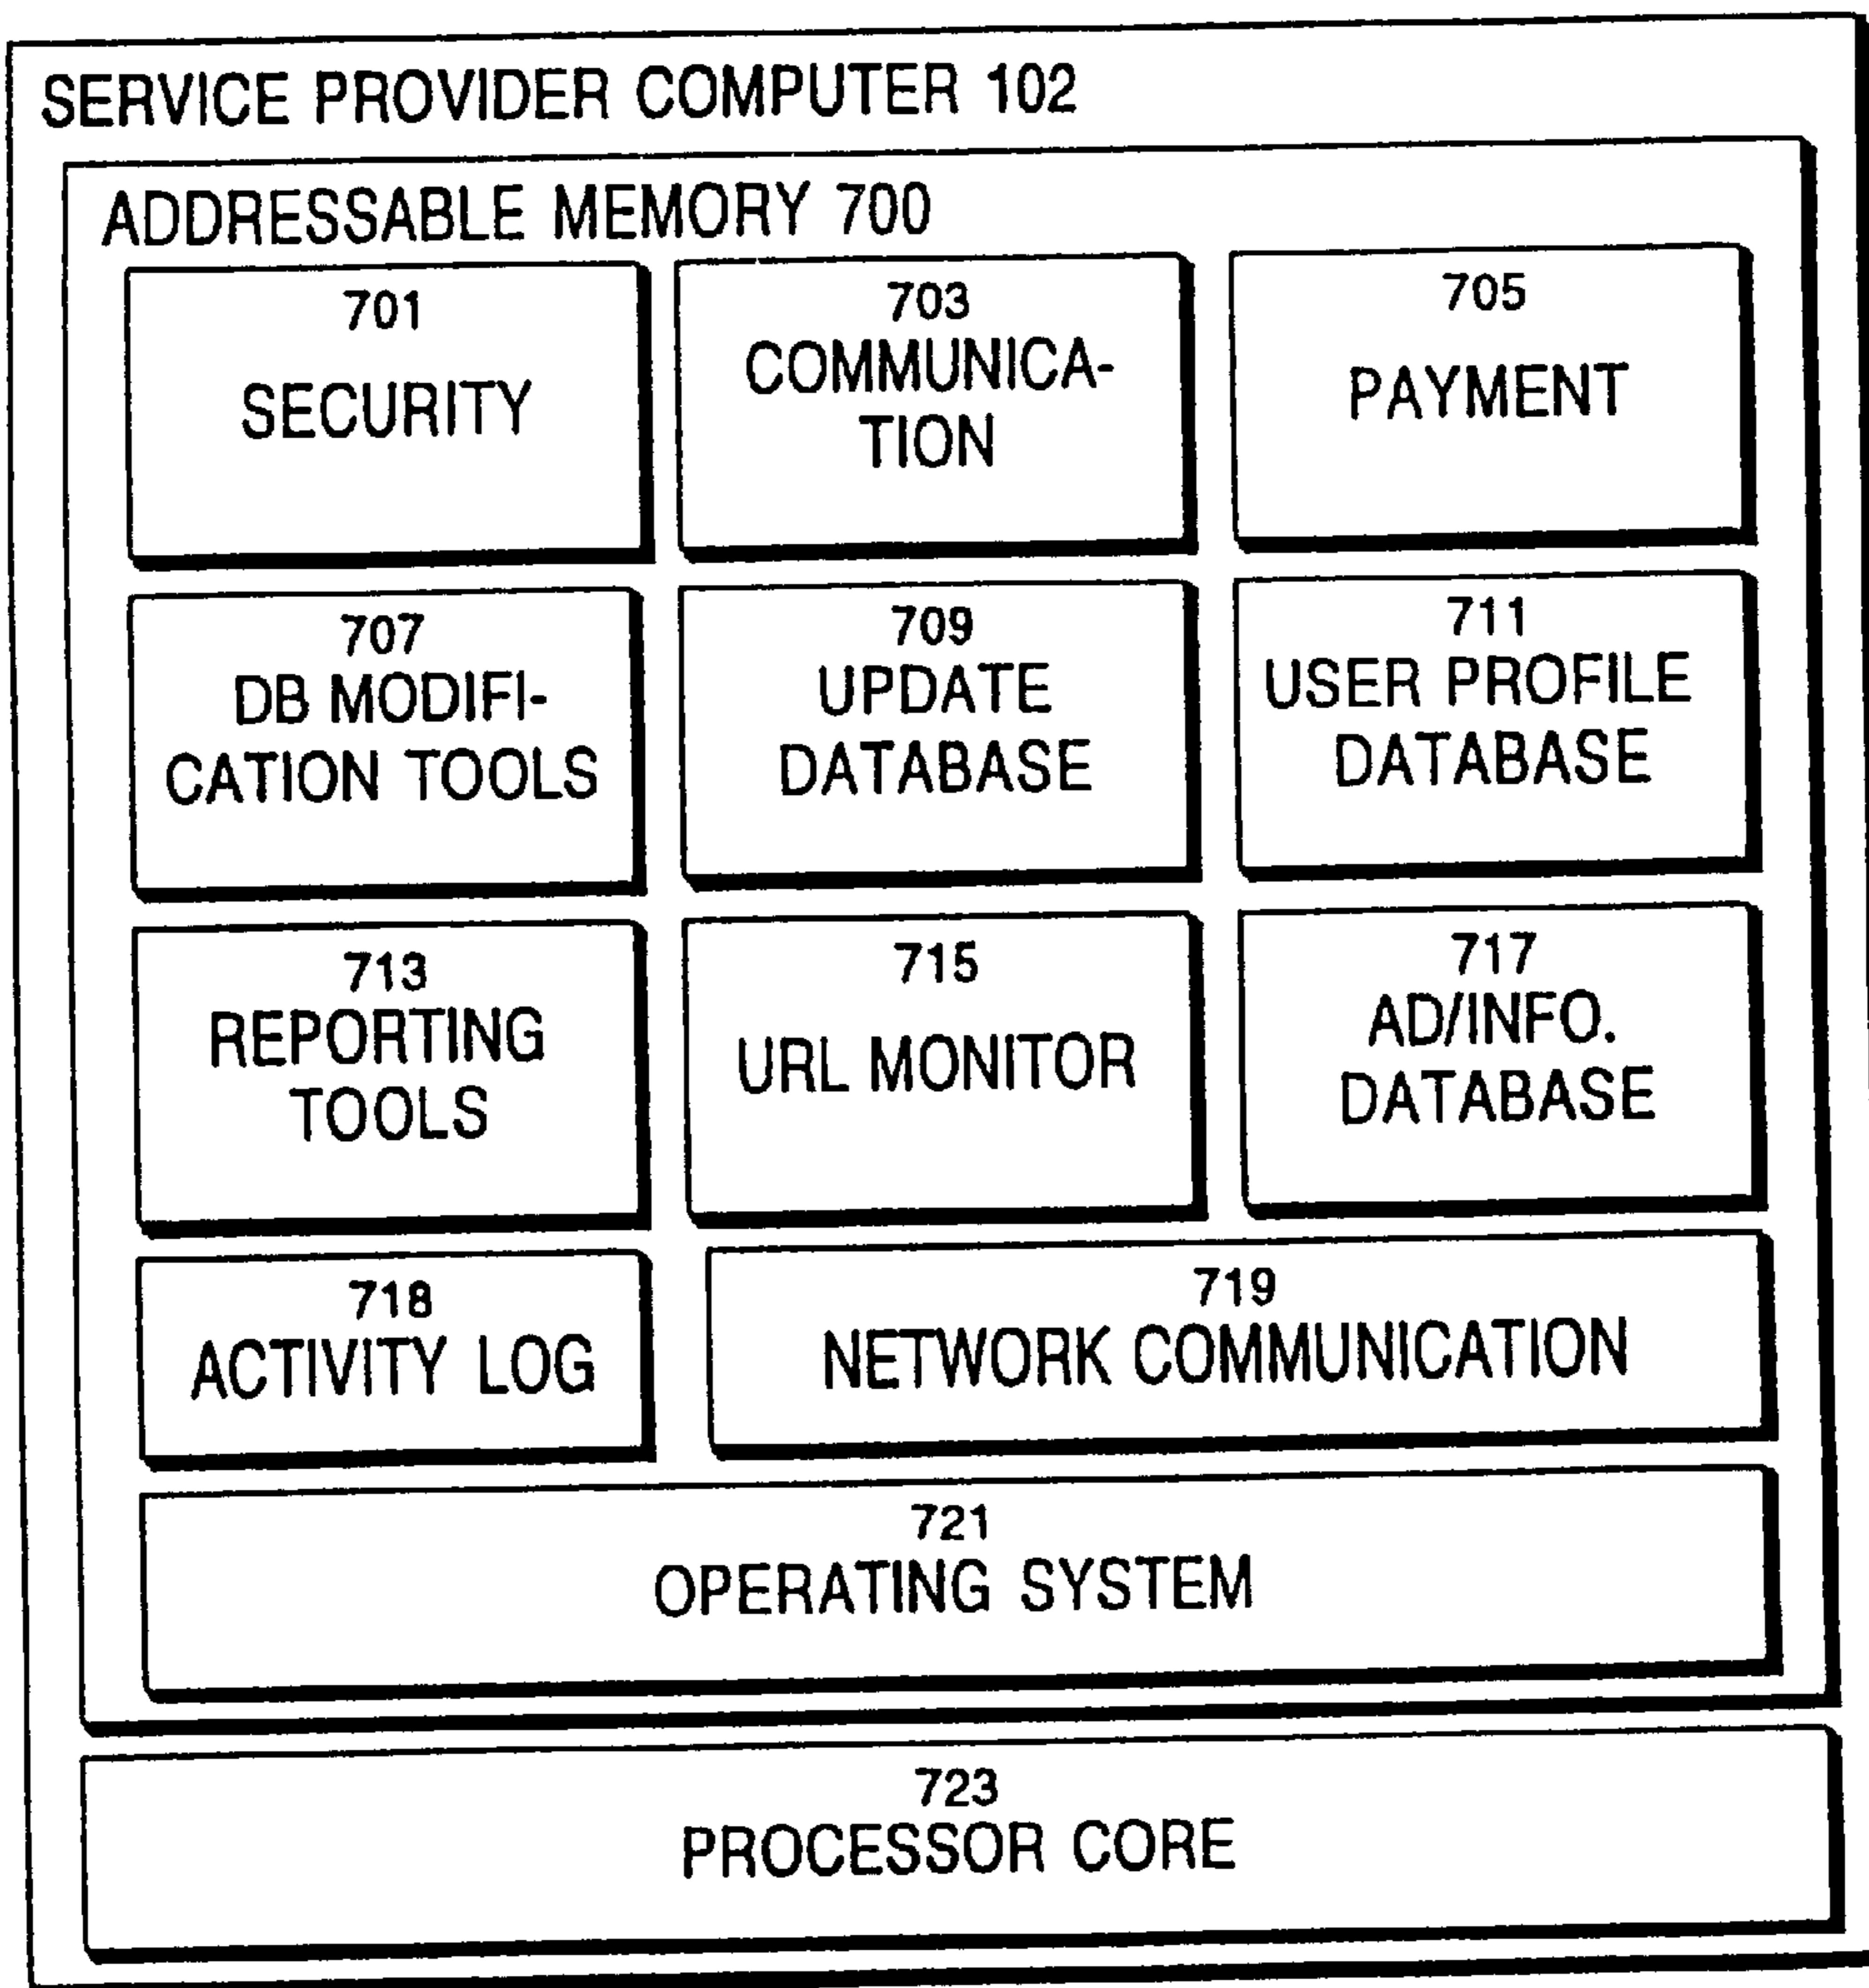 SERVICE PROVIDER COMPUTER 102
ADDRESSABLE MEMORY 700
701
SECURITY
703
COMMUNICA-
TION
705
PAYMENT
707
DB MODIFI-
CATION TOOLS
709
UPDATE
DATABASE
711
USER PROFILE
DATABASE
713
REPORTING
TOOLS
715
URL MONITOR
717
AD/INFO.
DATABASE
718
ACTIVITY LOG
719
NETWORK COMMUNICATION
721
OPERATING SYSTEM
723
PROCESSOR CORE